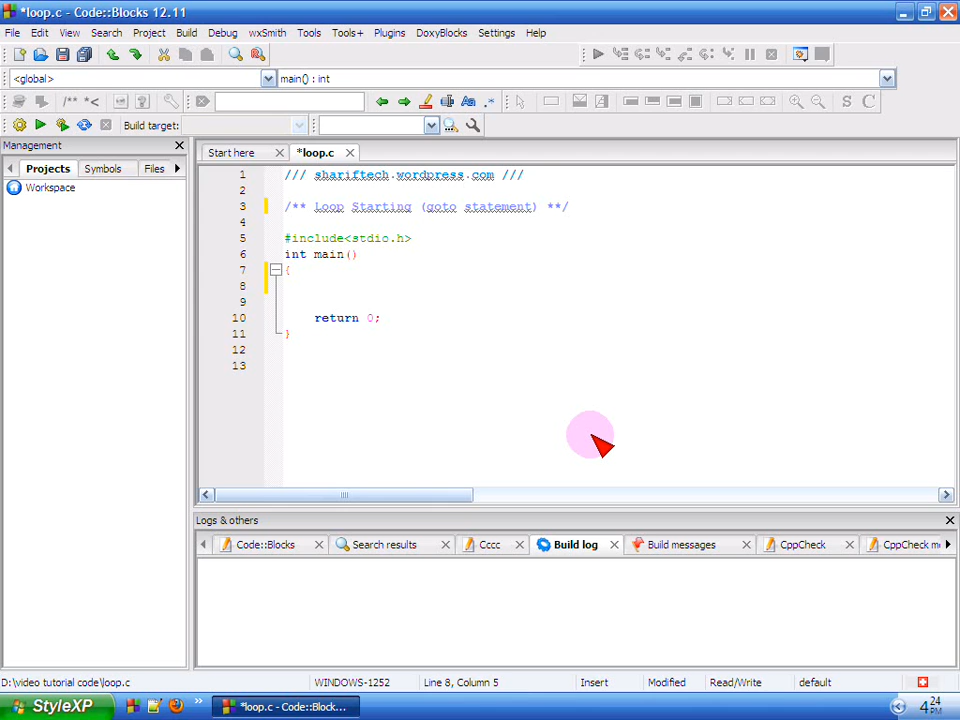 *loop.c - Code::Blocks 12.11
File Edit View Search Project Build Debug wxSmith Tools Tools+ Plugins DoxyBlocks Settings Help
<global> main() : int
/** *<
Aa .* S C
Build target:
Management
Start here *loop.c
Projects Symbols Files
Workspace
1 /// shariftech.wordpress.com ///
2
3 /** Loop Starting (goto statement) **/
4
5 #include<stdio.h>
6 int main()
7 {
8
9
10 return 0;
11 }
12
13
Logs & others
Code::Blocks Search results Cccc Build log Build messages CppCheck CppCheck m
D:\video tutorial code\loop.c WINDOWS-1252 Line 8, Column 5 Insert Modified Read/Write default
StyleXP *loop.c - Code::Block... 4 24 PM